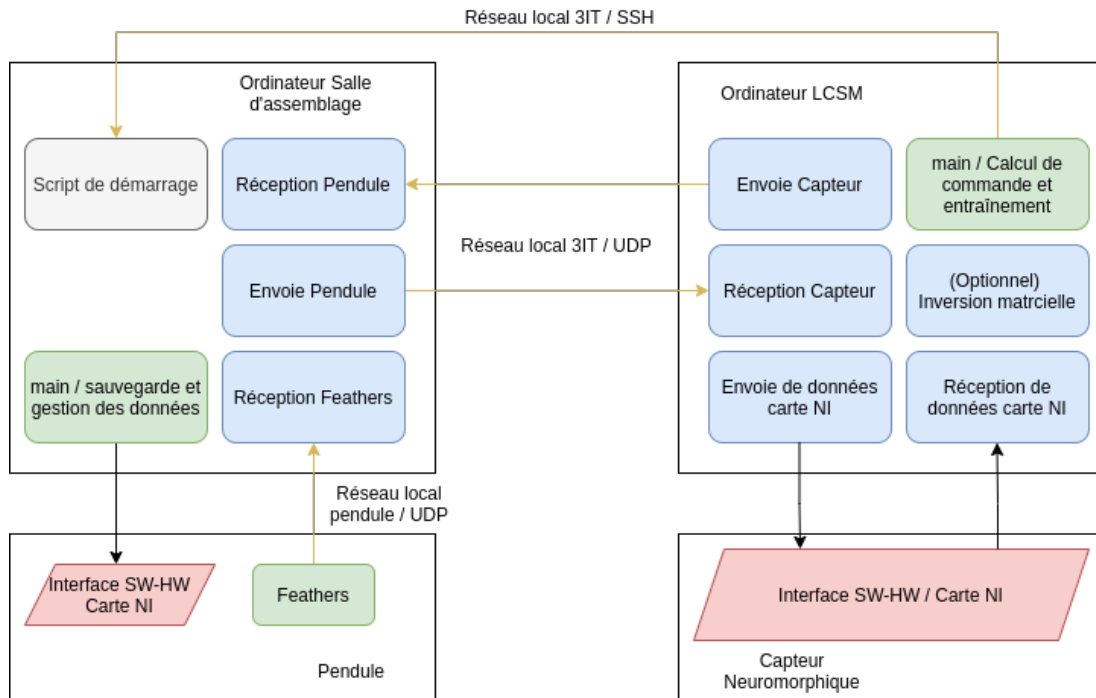 Réseau local 3IT / SSH
Ordinateur Salle
d'assemblage
Script de démarrage
Réception Pendule
Envoie Pendule
main / sauvegarde et
gestion des données
Réception Feathers
Réseau local 3IT / UDP
Ordinateur LCSM
Envoie Capteur
main / Calcul de
commande et
entraînement
Réception Capteur
(Optionnel)
Inversion matrcielle
Envoie de données
carte NI
Réception de
données carte NI
Réseau local
pendule / UDP
Interface SW-HW
Carte NI
Feathers
Pendule
Interface SW-HW / Carte NI
Capteur
Neuromorphique